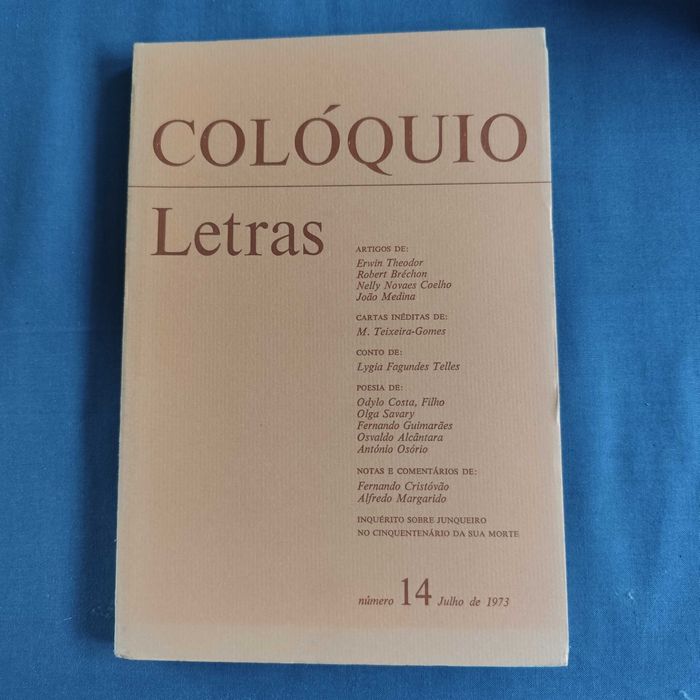 COLÓQUIO
Letras
ARTIGOS DE:
Erwin Theodor
Robert Bréchon
Nelly Novaes Coelho
João Medina
CARTAS INÉDITAS DE:
M. Teixeira-Gomes
CONTO DE:
Lygia Fagundes Telles
POESIA DE:
Odylo Costa, Filho
Olga Savary
Fernando Guimarães
Osvaldo Alcântara
António Osório
NOTAS E COMENTÁRIOS DE:
Fernando Cristóvão
Alfredo Margarido
INQUÉRITO SOBRE JUNQUEIRO
NO CINQUENTENÁRIO DA SUA MORTE
número 14 Julho de 1973